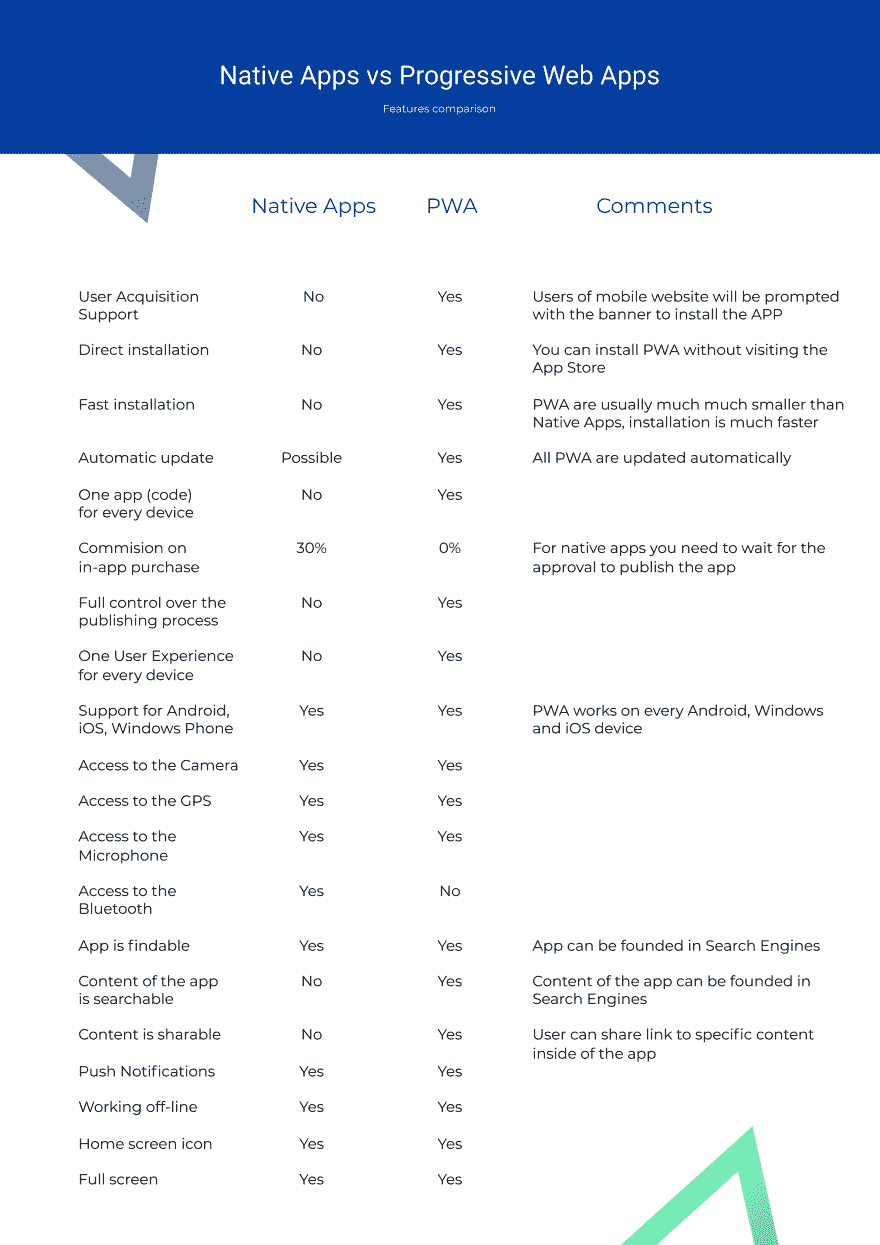 Native Apps vs Progressive Web Apps
Features comparison
Native Apps PWA Comments
User Acquisition No Yes Users of mobile website will be prompted
Support with the banner to install the APP
Direct installation No Yes You can install PWA without visiting the
App Store
Fast installation No Yes PWA are usually much much smaller than
Native Apps, installation is much faster
Automatic update Possible Yes All PWA are updated automatically
One app (code) No Yes
for every device
Commision on 30% 0% For native apps you need to wait for the
in-app purchase approval to publish the app
Full control over the No Yes
publishing process
One User Experience No Yes
for every device
Support for Android, Yes Yes PWA works on every Android, Windows
iOS, Windows Phone and iOS device
Access to the Camera Yes Yes
Access to the GPS Yes Yes
Access to the Yes Yes
Microphone
Access to the Yes No
Bluetooth
App is findable Yes Yes App can be founded in Search Engines
Content of the app No Yes Content of the app can be founded in
is searchable Search Engines
Content is sharable No Yes User can share link to specific content
inside of the app
Push Notifications Yes Yes
Working off-line Yes Yes
Home screen icon Yes Yes
Full screen Yes Yes